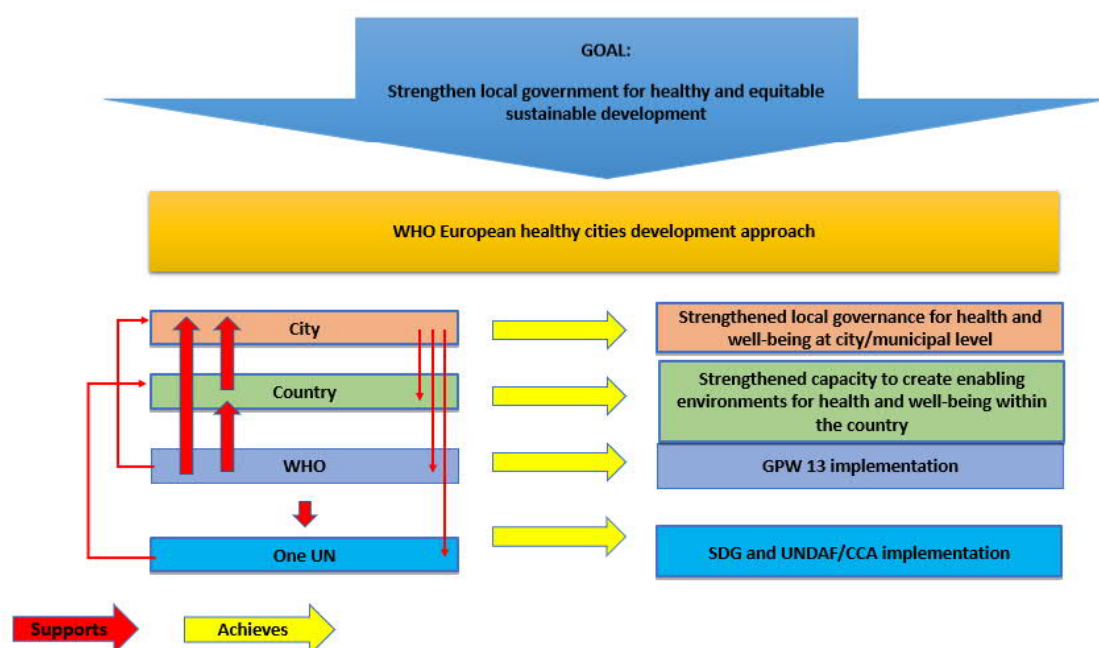 GOAL:
Strengthen local government for healthy and equitable
sustainable development
WHO European healthy cities development approach
City
Strengthened local governance for health and
well-being at city/municipal level
Country
Strengthened capacity to create enabling
environments for health and well-being within
the country
WHO
GPW 13 implementation
One UN
SDG and UNDAF/CCA implementation
Supports
Achieves